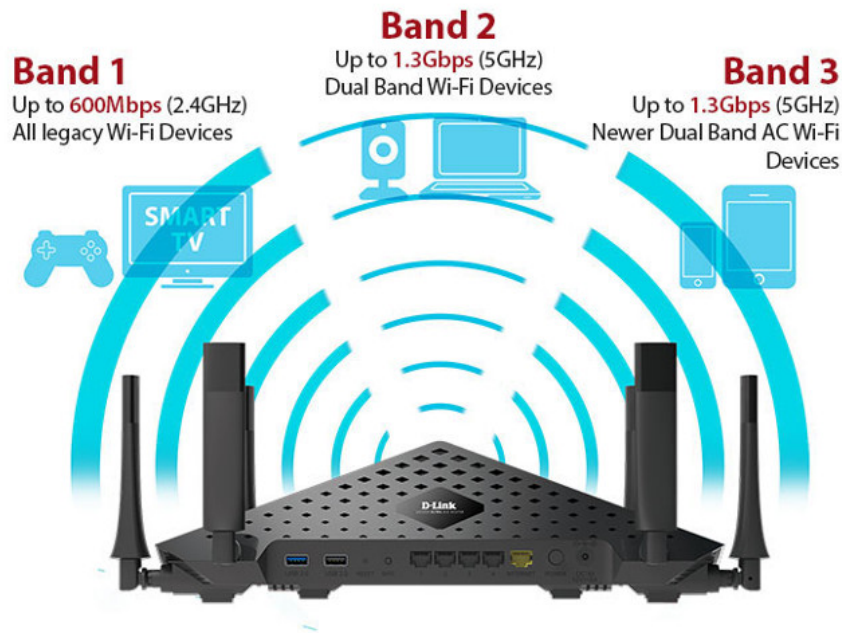 Band 1
Up to 600Mbps (2.4GHz)
All legacy Wi-Fi Devices
Band 2
Up to 1.3Gbps (5GHz)
Dual Band Wi-Fi Devices
Band 3
Up to 1.3Gbps (5GHz)
Newer Dual Band AC Wi-Fi
Devices
SMART
TV
D-Link